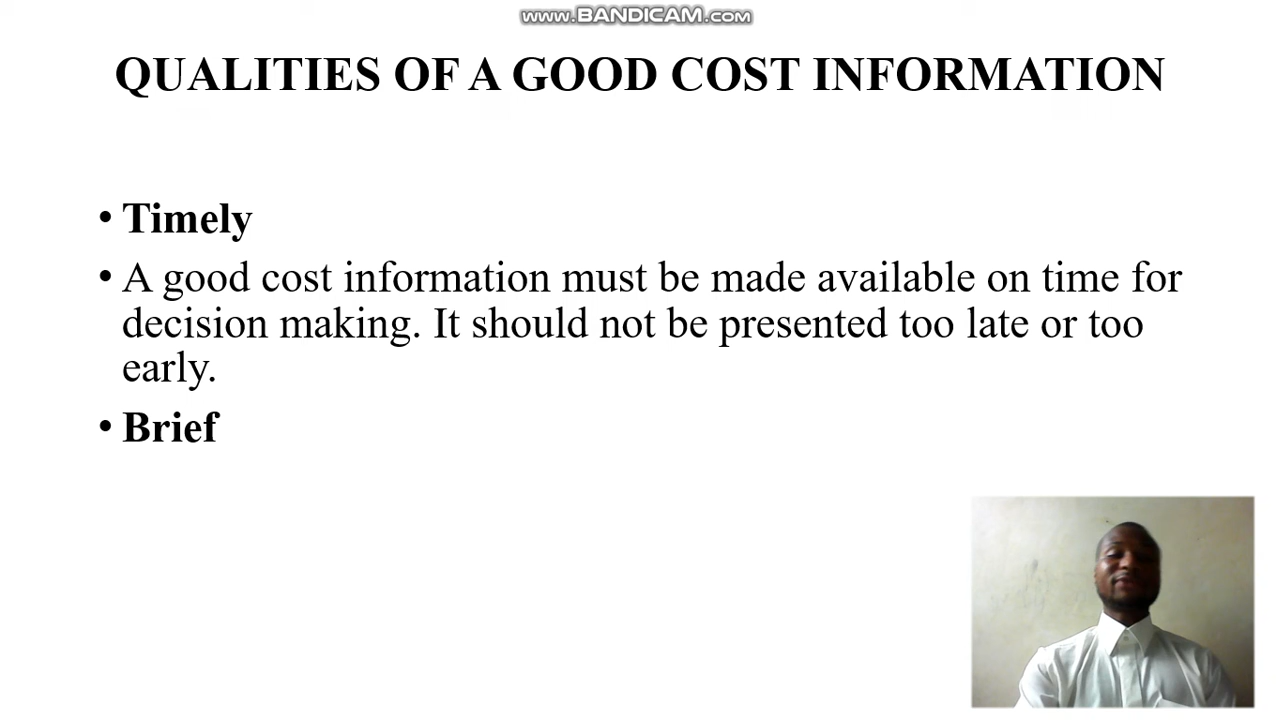 www.BANDICAM.com
QUALITIES OF A GOOD COST INFORMATION
• Timely
• A good cost information must be made available on time for
decision making. It should not be presented too late or too
early.
• Brief